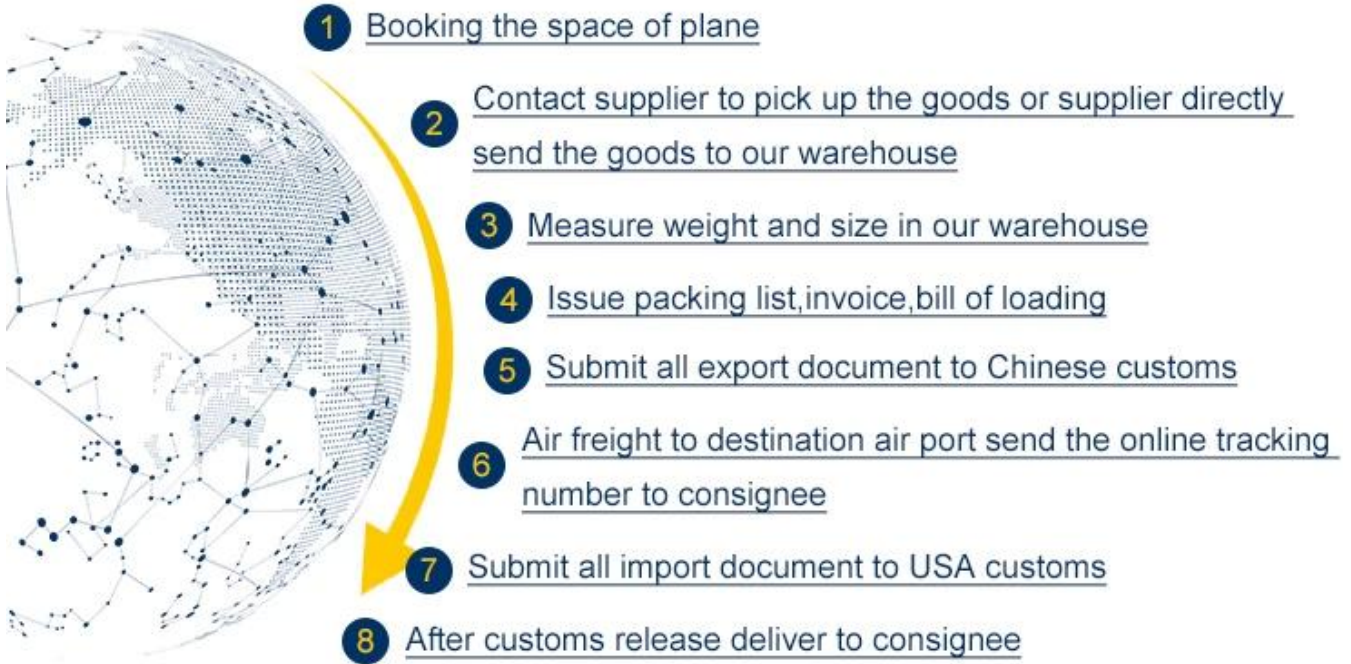 1 Booking the space of plane
2 Contact supplier to pick up the goods or supplier directly
send the goods to our warehouse
3 Measure weight and size in our warehouse
4 Issue packing list,invoice,bill of loading
5 Submit all export document to Chinese customs
6 Air freight to destination air port send the online tracking
number to consignee
7 Submit all import document to USA customs
8 After customs release deliver to consignee